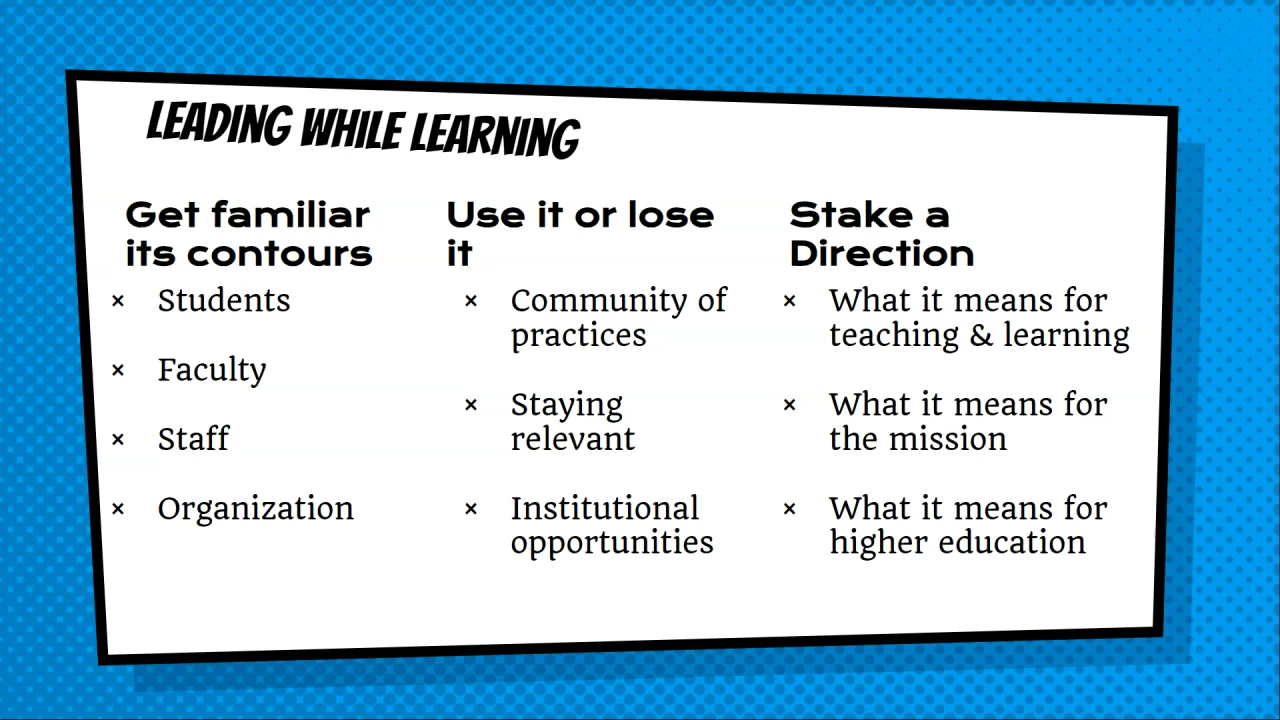 LEADING WHILE LEARNING
Get familiar
its contours
× Students
× Faculty
× Staff
× Organization
Use it or lose
it
× Community of
practices
× Staying
relevant
× Institutional
opportunities
Stake a
Direction
× What it means for
teaching & learning
× What it means for
the mission
× What it means for
higher education